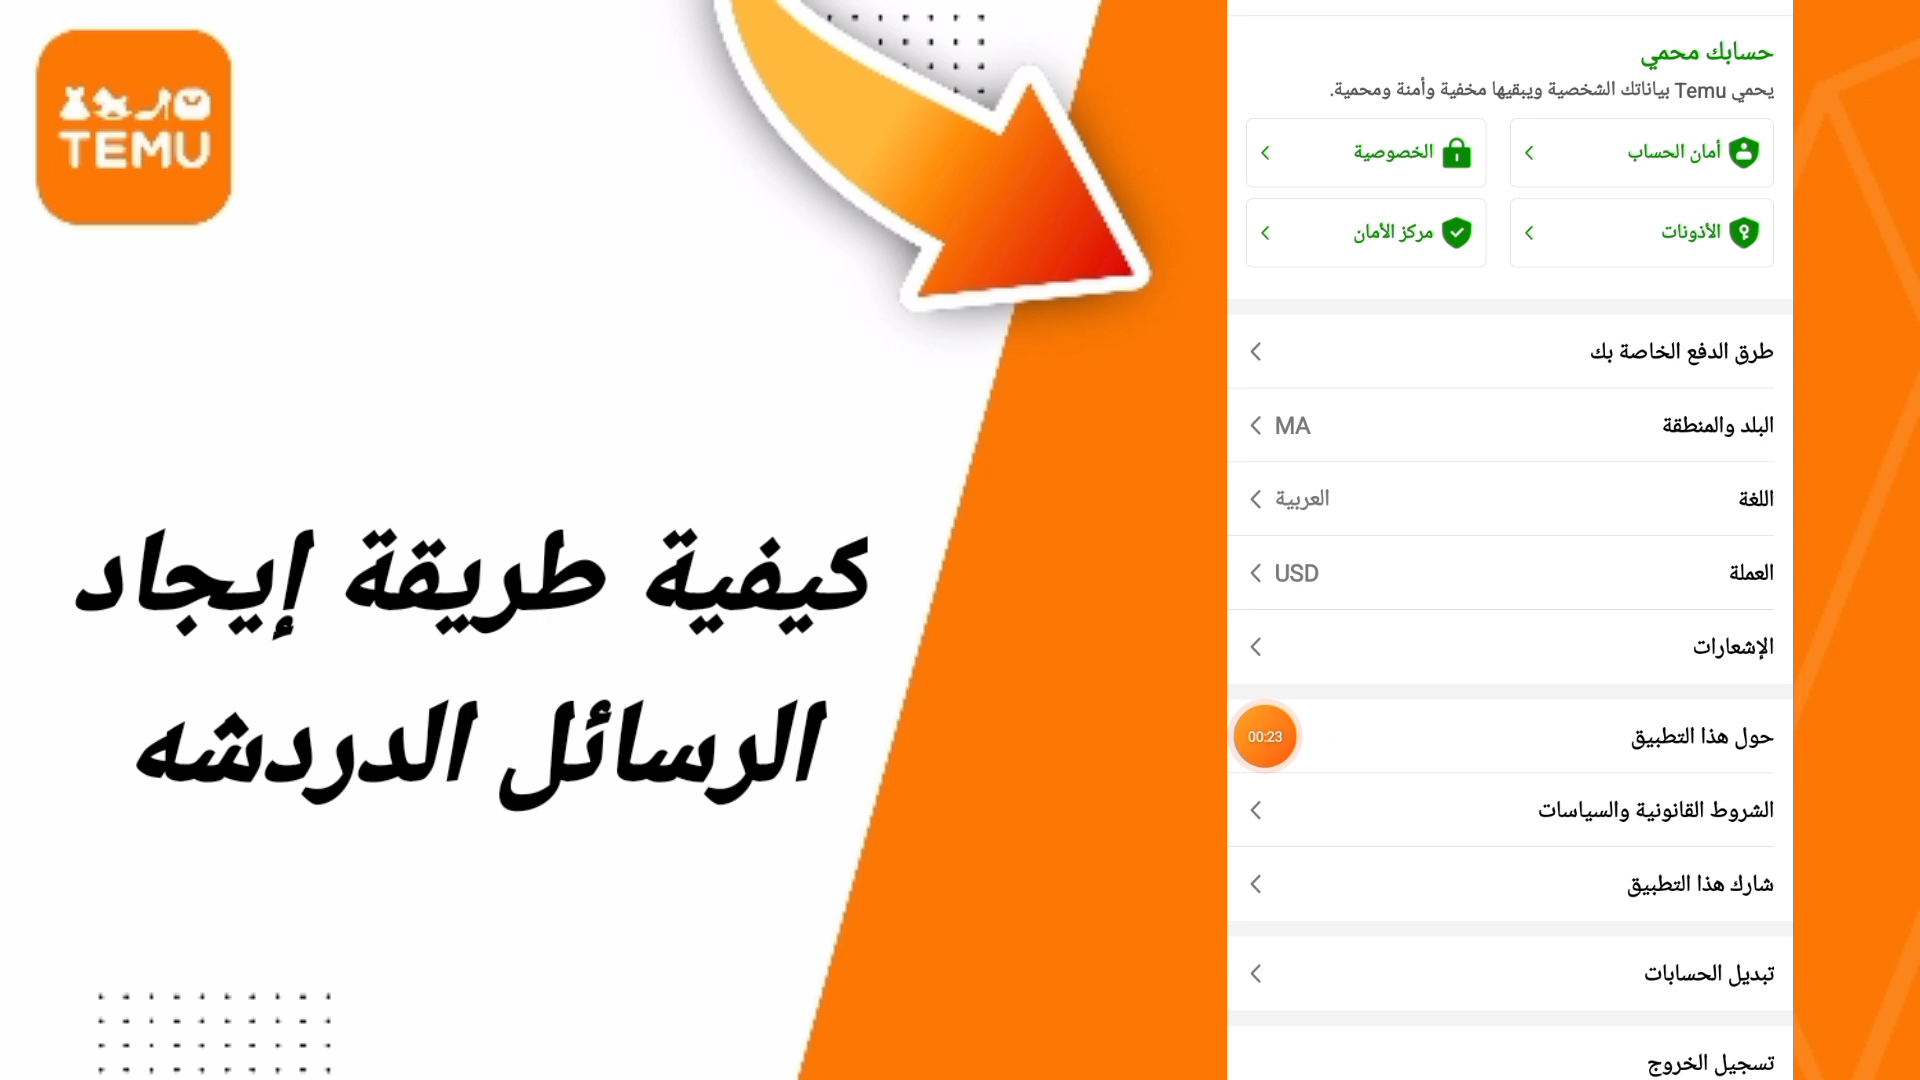 TEMU
كيفية طريقة إيجاد
الرسائل الدردشه
حسابك محمي
يحمي Temu بياناتك الشخصية ويبقيها مخفية وأمنة ومحمية.
أمان الحساب
الخصوصية
الأذونات
مركز الأمان
طرق الدفع الخاصة بك
البلد والمنطقة MA
اللغة العربية
العملة USD
الإشعارات
حول هذا التطبيق
00:23
الشروط القانونية والسياسات
شارك هذا التطبيق
تبديل الحسابات
تسجيل الخروج